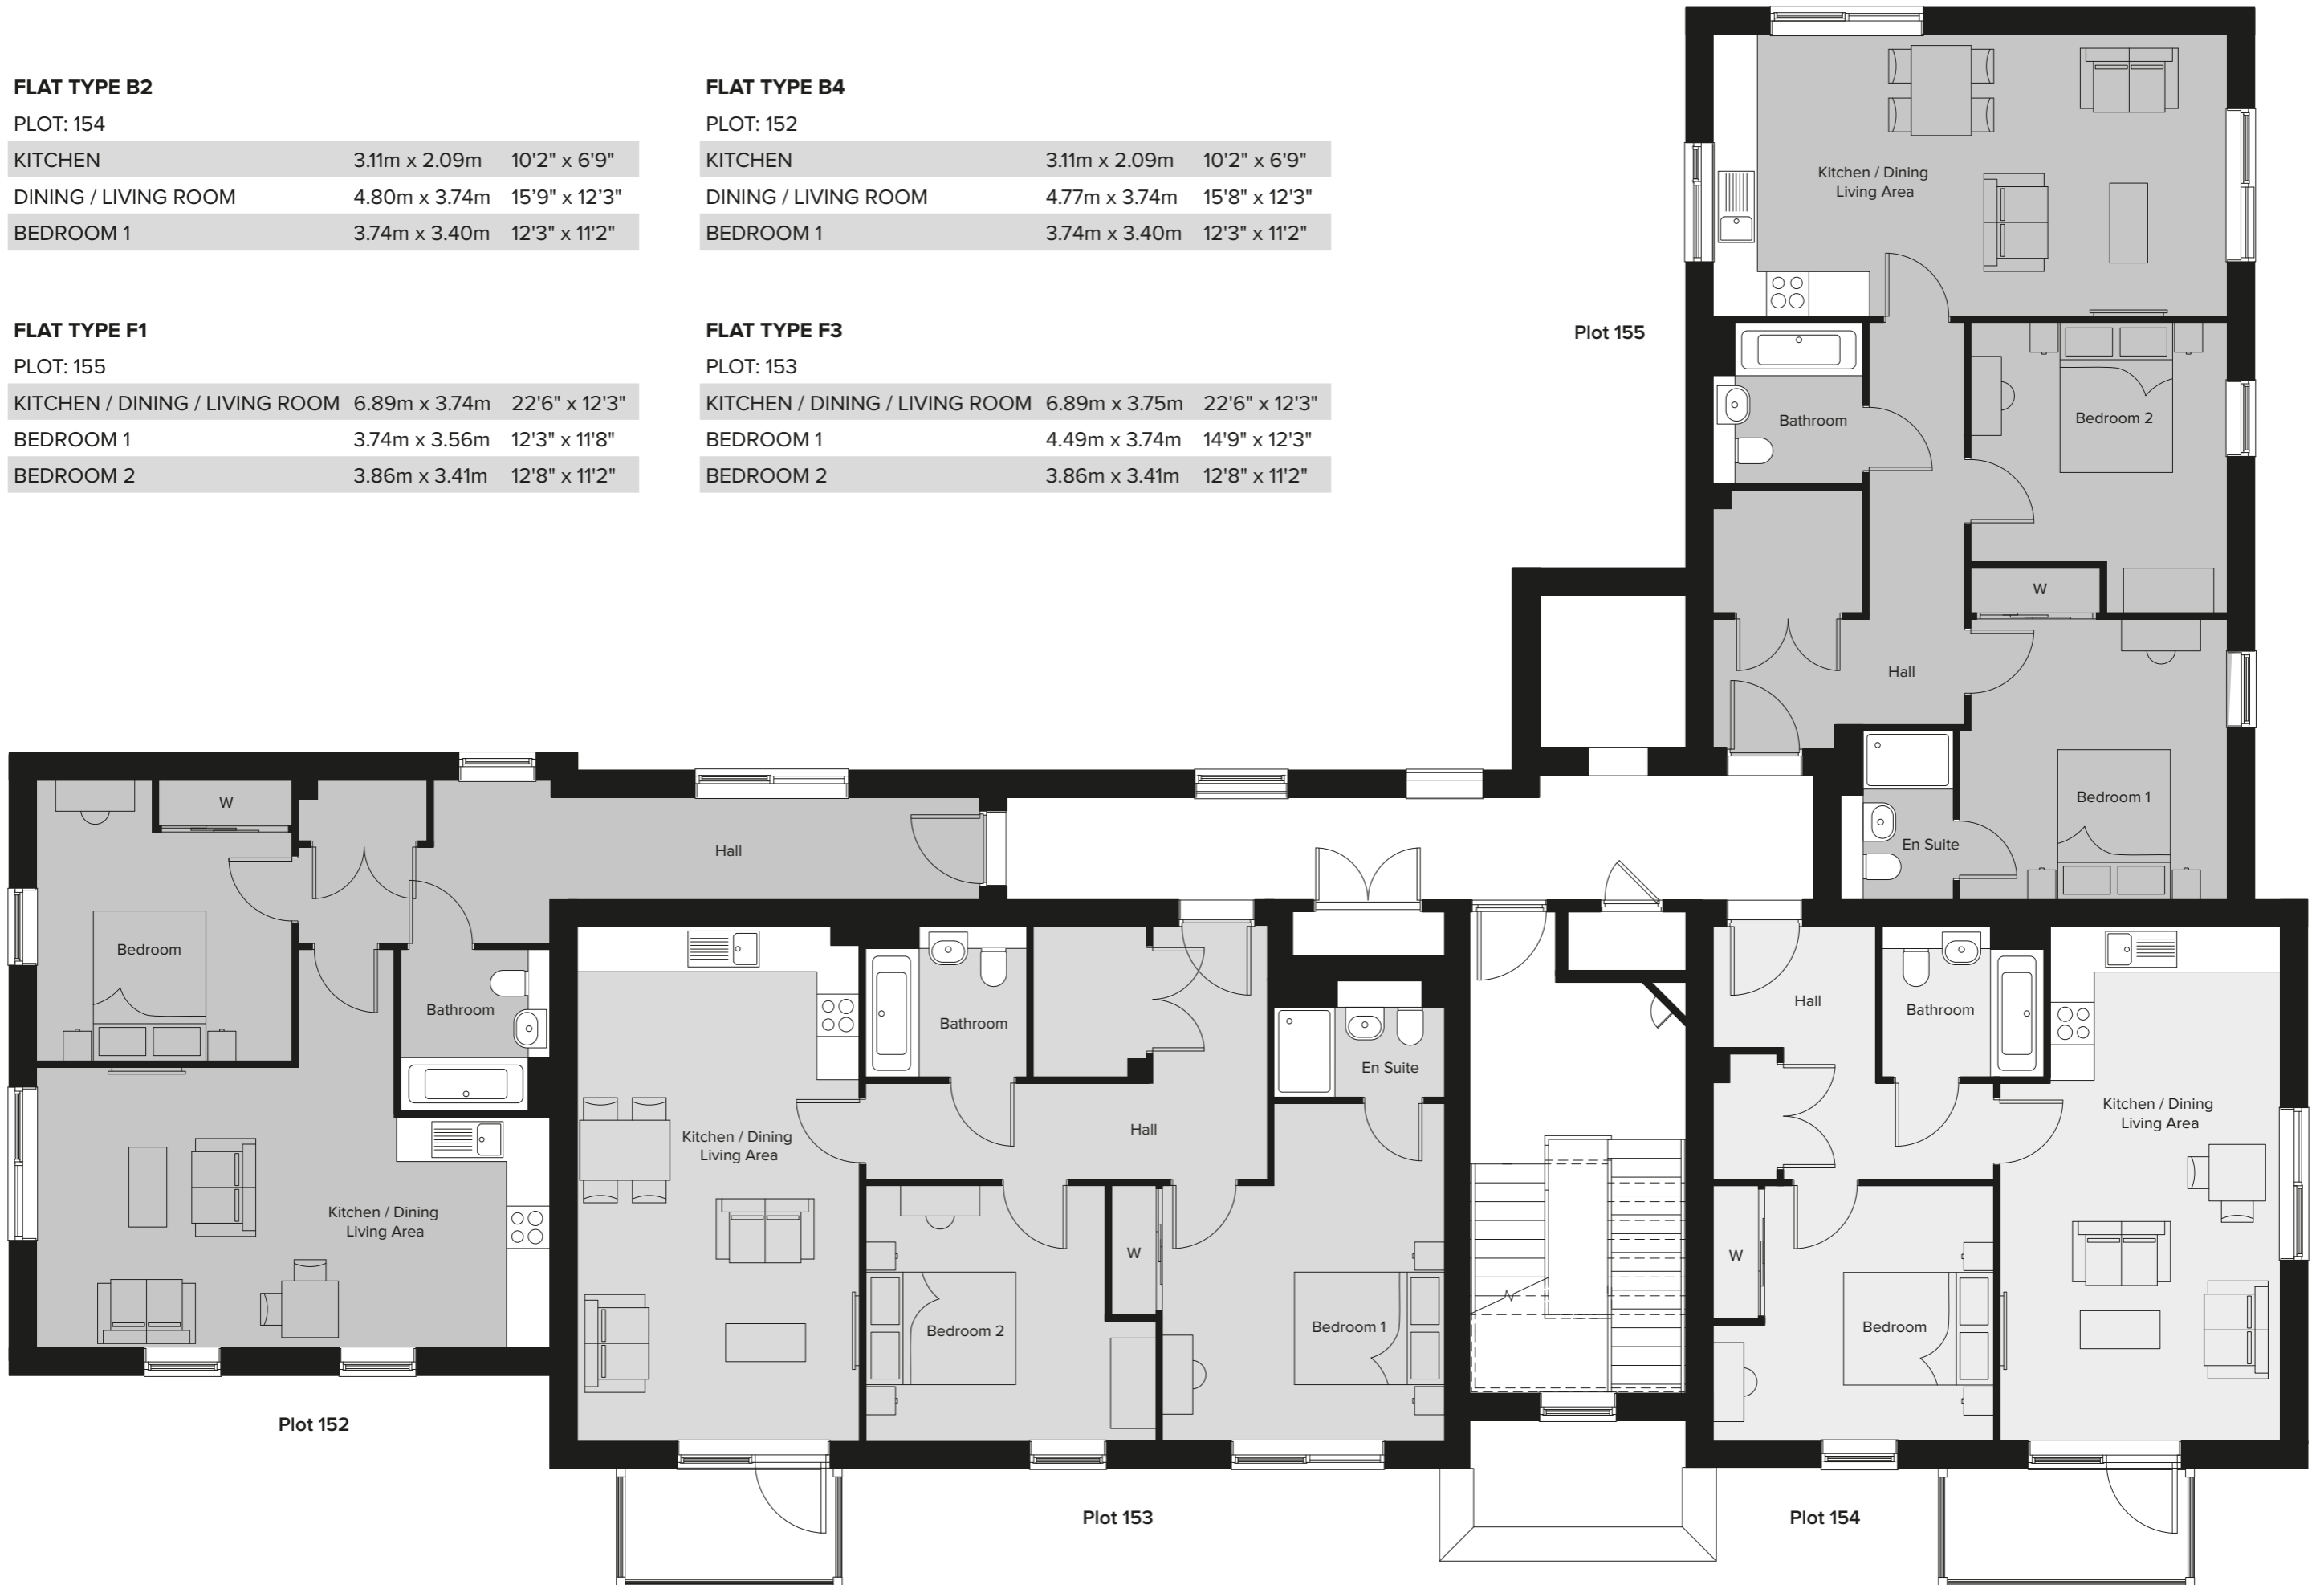 FLAT TYPE B2
PLOT: 154
KITCHEN 3.11m x 2.09m 10'2" x 6'9"
DINING / LIVING ROOM 4.80m x 3.74m 15’9" x 12’3"
BEDROOM 1 3.74m x 3.40m 12'3" x 11'2"
FLAT TYPE B4
PLOT: 152
KITCHEN 3.11m x 2.09m 10'2" x 6'9"
DINING / LIVING ROOM 4.77m x 3.74m 15'8" x 12'3"
BEDROOM 1 3.74m x 3.40m 12'3" x 11'2"
FLAT TYPE F1
PLOT: 155
KITCHEN / DINING / LIVING ROOM 6.89m x 3.74m 22'6" x 12'3"
BEDROOM 1 3.74m x 3.56m 12'3" x 11'8"
BEDROOM 2 3.86m x 3.41m 12'8" x 11'2"
FLAT TYPE F3
PLOT: 153
KITCHEN / DINING / LIVING ROOM 6.89m x 3.75m 22'6" x 12'3"
BEDROOM 1 4.49m x 3.74m 14'9" x 12'3"
BEDROOM 2 3.86m x 3.41m 12'8" x 11'2"
Plot 155
Kitchen / Dining
Living Area
Bathroom
Bedroom 2
W
Hall
Bedroom 1
En Suite
W
Hall
Bedroom
Bathroom
Kitchen / Dining
Living Area
Plot 152
Bathroom
Kitchen / Dining
Living Area
Hall
En Suite
W
Bedroom 2
Bedroom 1
Plot 153
Hall
Bathroom
Kitchen / Dining
Living Area
W
Bedroom
Plot 154